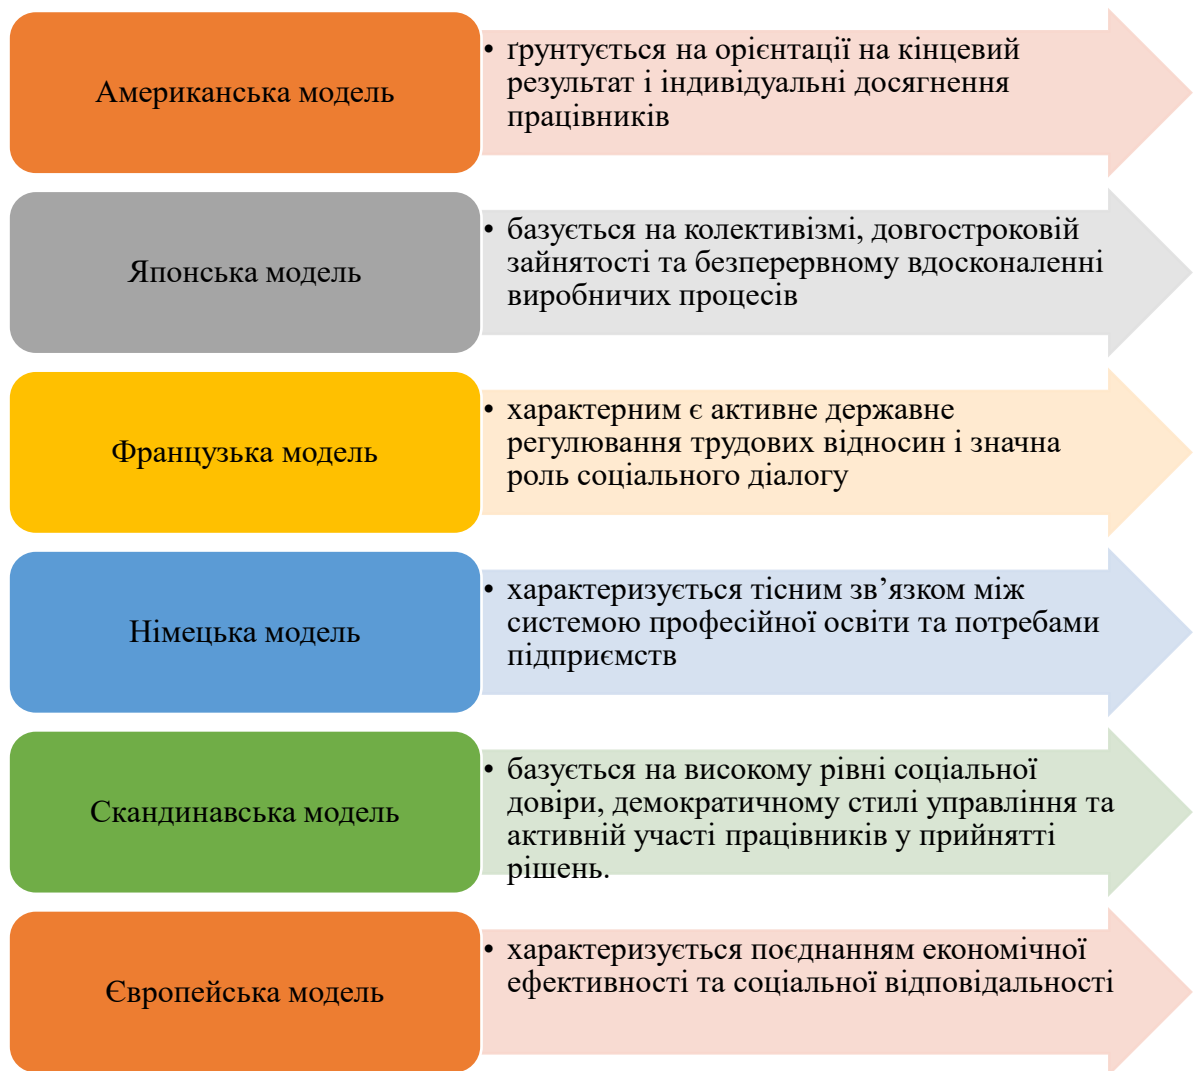 Американська модель
• ґрунтується на орієнтації на кінцевий
результат і індивідуальні досягнення
працівників
Японська модель
• базується на колективізмі, довгостроковій
зайнятості та безперервному вдосконаленні
виробничих процесів
Французька модель
• характерним є активне державне
регулювання трудових відносин і значна
роль соціального діалогу
Німецька модель
• характеризується тісним зв’язком між
системою професійної освіти та потребами
підприємств
Скандинавська модель
• базується на високому рівні соціальної
довіри, демократичному стилі управління та
активній участі працівників у прийнятті
рішень.
Європейська модель
• характеризується поєднанням економічної
ефективності та соціальної відповідальності